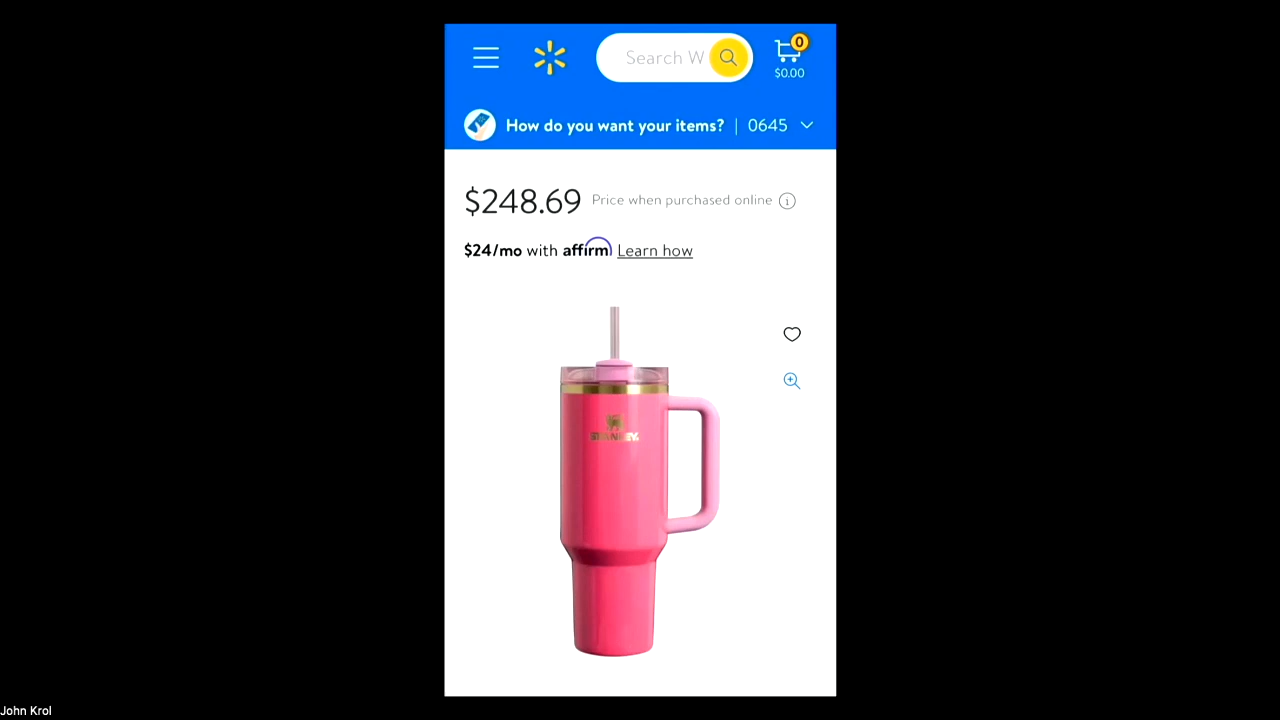 Search W
0
$0.00
How do you want your items? | 0645
$248.69 Price when purchased online
$24/mo with affirm Learn how
STANLEY
John Krol